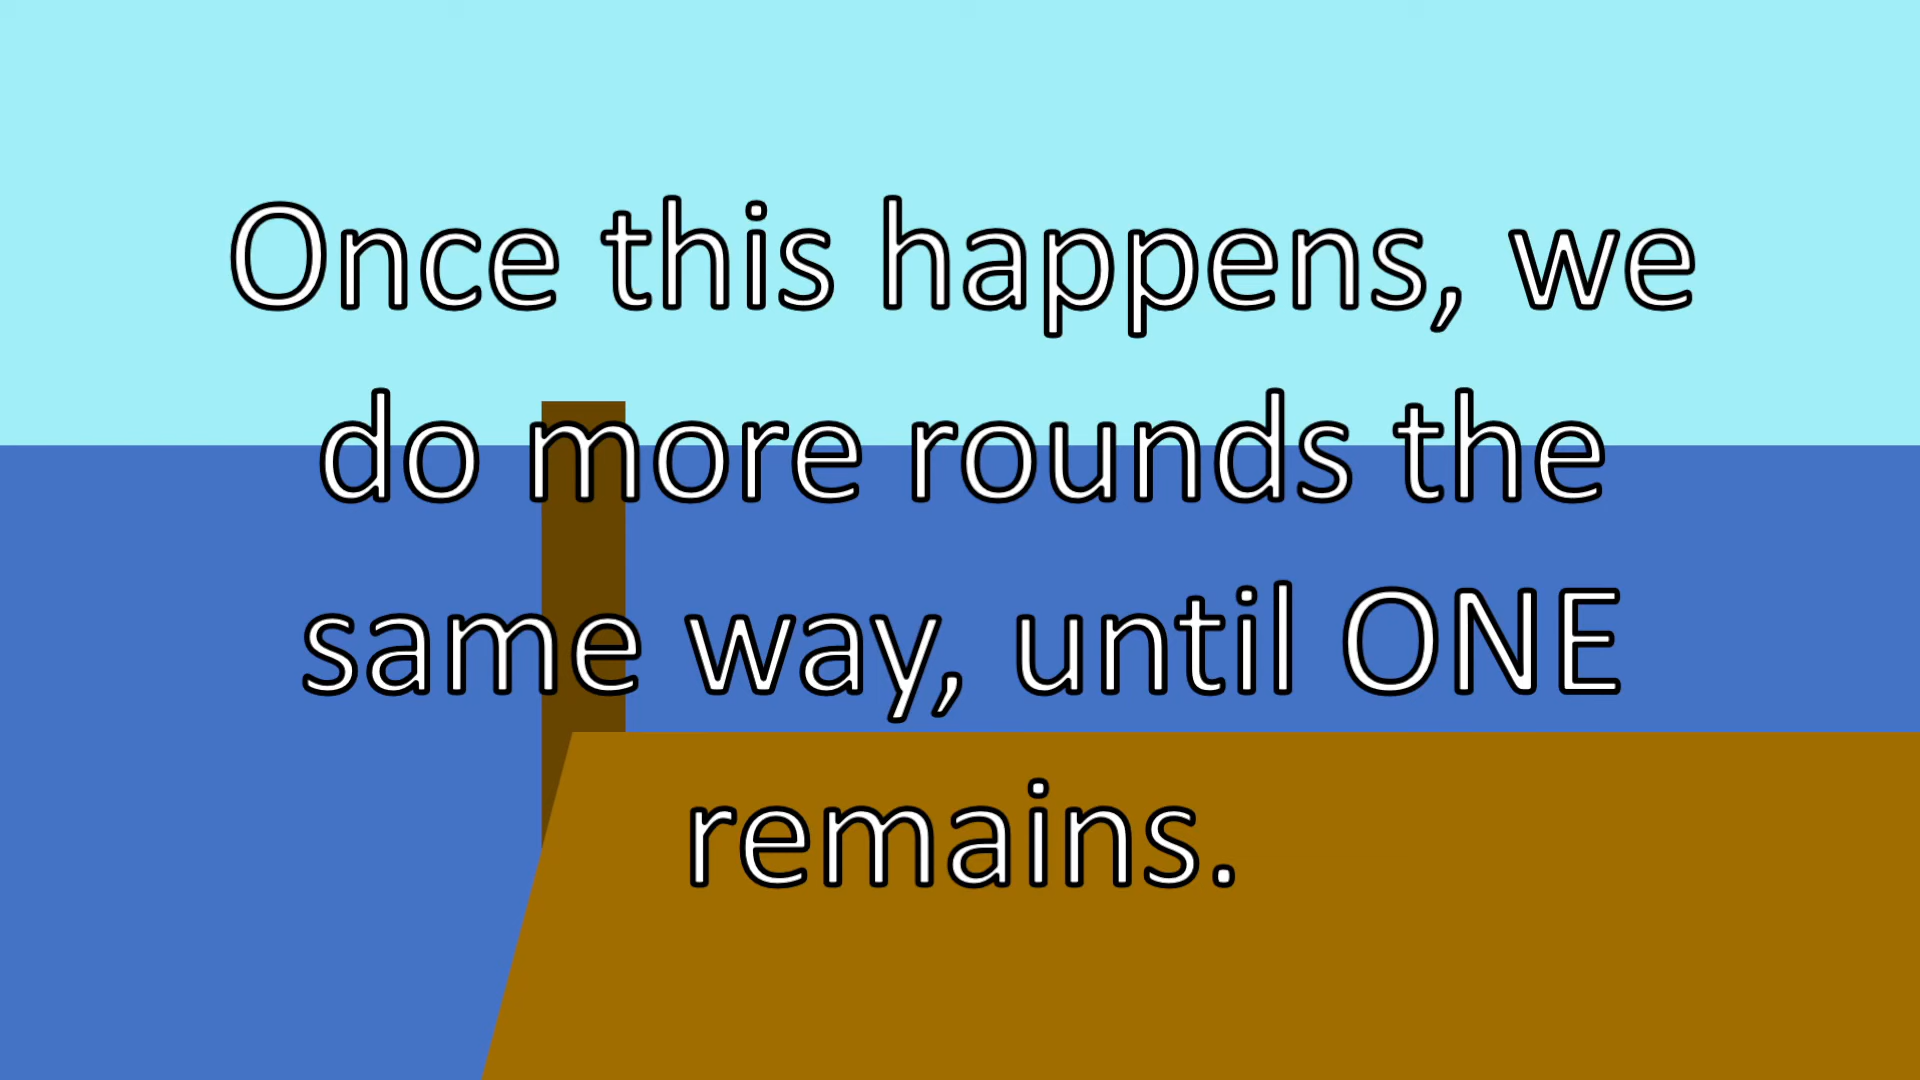 Once this happens, we
do more rounds the
same way, until ONE
remains.